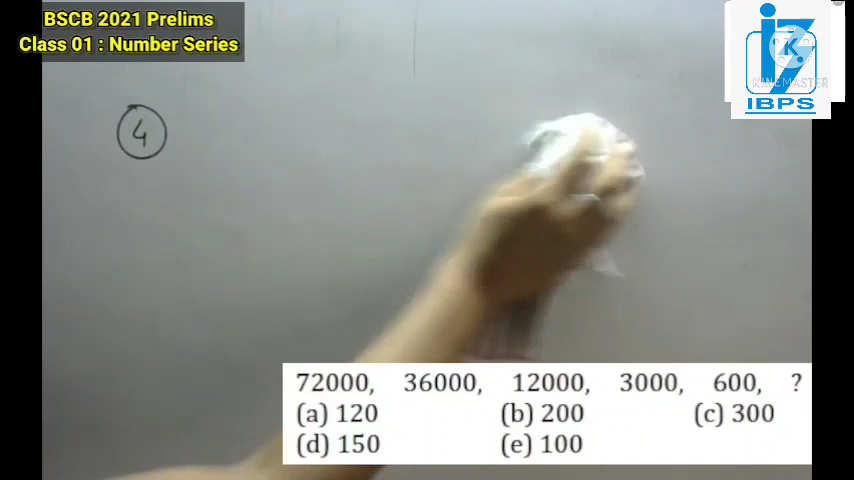 BSCB 2021 Prelims
Class 01 : Number Series
K
KINEMASTER
IBPS
4
72000, 36000, 12000, 3000, 600, ?
(a) 120 (b) 200 (c) 300
(d) 150 (e) 100